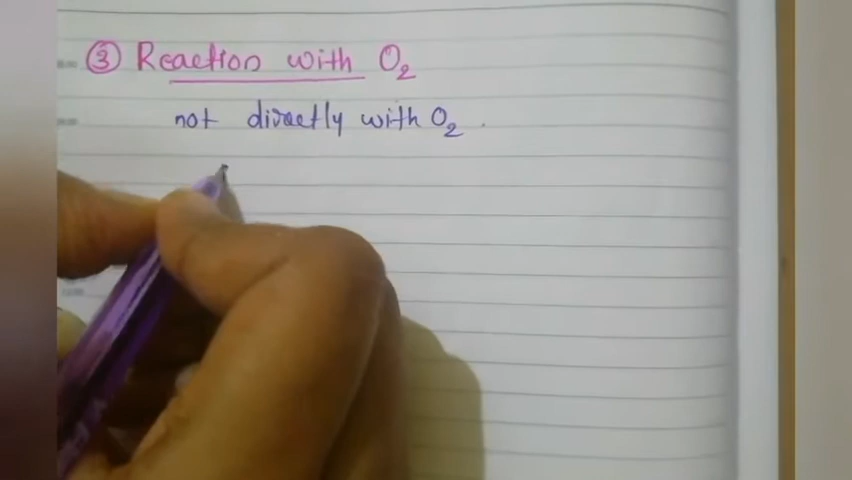 ③ Reaction with O₂
not directly with O₂.